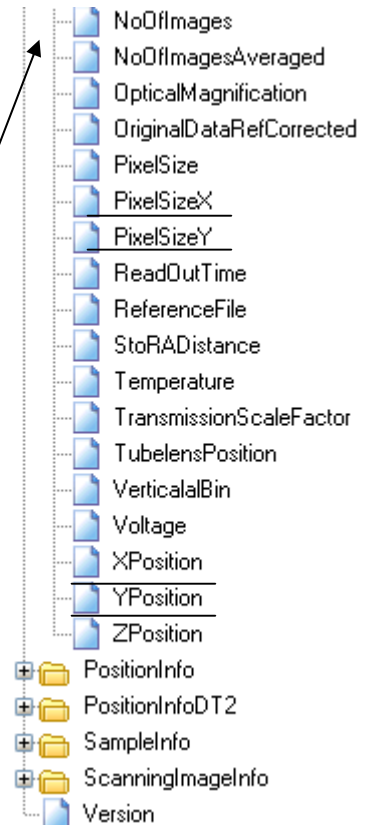 NoOfImages
NoOfImagesAveraged
OpticalMagnification
OriginalDataRefCorrected
PixelSize
PixelSizeX
PixelSizeY
ReadOutTime
ReferenceFile
StoRADistance
Temperature
TransmissionScaleFactor
TubelensPosition
VerticalalBin
Voltage
XPosition
YPosition
ZPosition
PositionInfo
PositionInfoDT2
SampleInfo
ScanningImageInfo
Version